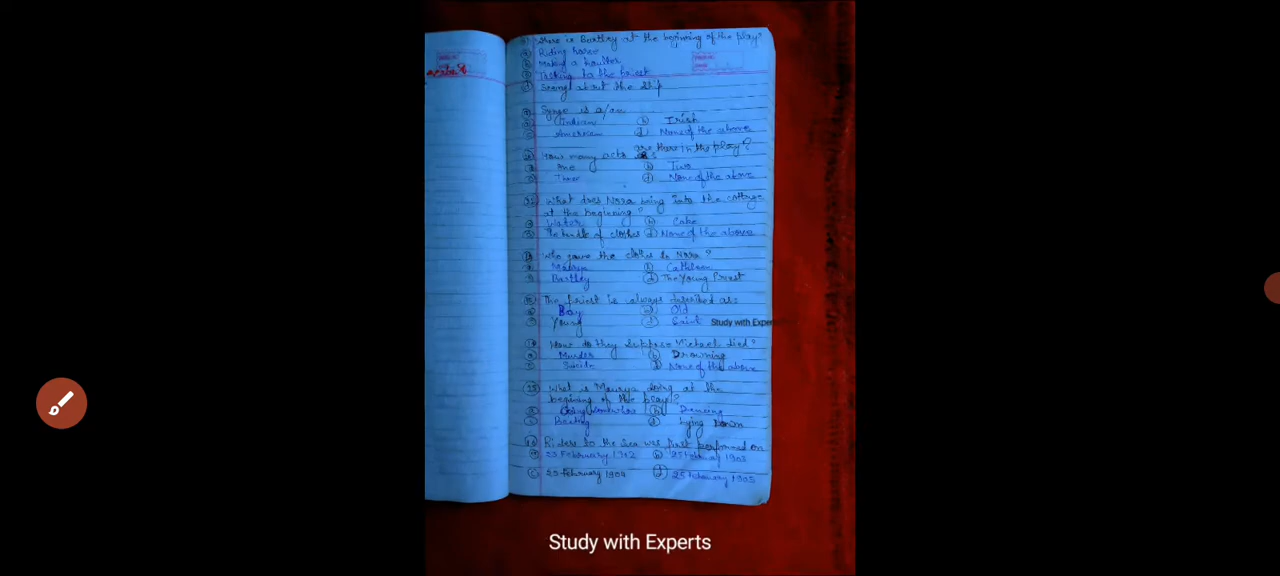 Where is Bartley at the beginning of the play?
(a) Riding horse
(b) Making a
Talking to the priest
(d) about the ship
Synge is a/an
(a) Indian (b) Irish
(c) American (d) None of the above
are there in the play?
How many acts
(a) One (b) Two
Three (d) None of the above
What does Nora bring into the cottage
at the beginning?
(a) Water (b) Cake
The bundle of clothes (d) None of the above
Who gave the clothes to Nora?
(a) Maurya (b) Cathleen
Bartley (d) The Young Priest
The priest is always described as:
Boy Old
Young (d) Saint
Study with Exper
How do they suppose Michael died?
(a) Murder (b) Drowning
Suicide (d) None of the above
What is Maurya doing at the
beginning of the play?
(b) Dancing
(d) Lying Down
Riders to the Sea was first performed on
25 February (b) 25 1903
(c) 25 February 1904 (d) 25 February 1905
Study with Experts